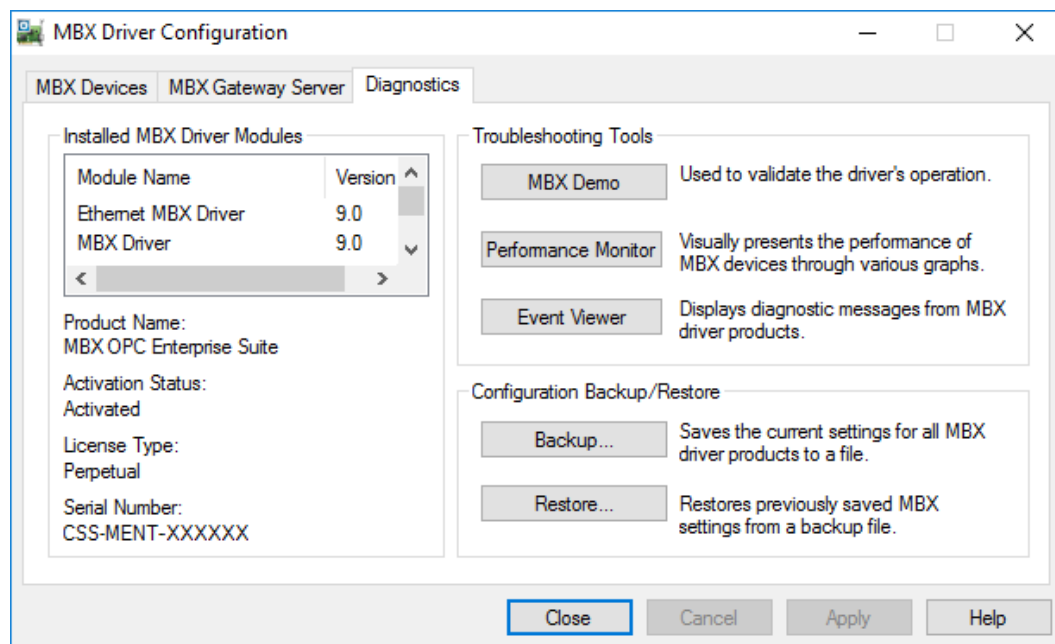 MBX Driver Configuration
MBX Devices
MBX Gateway Server
Diagnostics
Installed MBX Driver Modules
Module Name
Version
Ethernet MBX Driver
9.0
MBX Driver
9.0
Product Name:
MBX OPC Enterprise Suite
Activation Status:
Activated
License Type:
Perpetual
Serial Number:
CSS-MENT-XXXXXX
Troubleshooting Tools
MBX Demo
Used to validate the driver's operation.
Performance Monitor
Visually presents the performance of
MBX devices through various graphs.
Event Viewer
Displays diagnostic messages from MBX
driver products.
Configuration Backup/Restore
Backup...
Saves the current settings for all MBX
driver products to a file.
Restore...
Restores previously saved MBX
settings from a backup file.
Close
Cancel
Apply
Help